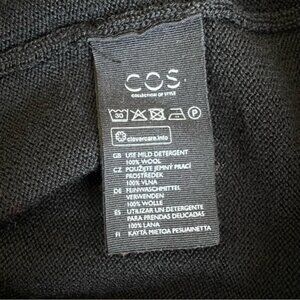 COS
COLLECTION OF STYLE
30 P
clevercare.info
GB USE MILD DETERGENT
100% WOOL
CZ POUŽIJTE JEMNÝ PRACÍ
PROSTŘEDEK
100% VLNA
DE FEINWASCHMITTEL
VERWENDEN
100% WOLLE
ES UTILIZAR UN DETERGENTE
PARA PRENDAS DELICADAS
100% LANA
FI KÄYTÄ MIETOA PESUAINETTA